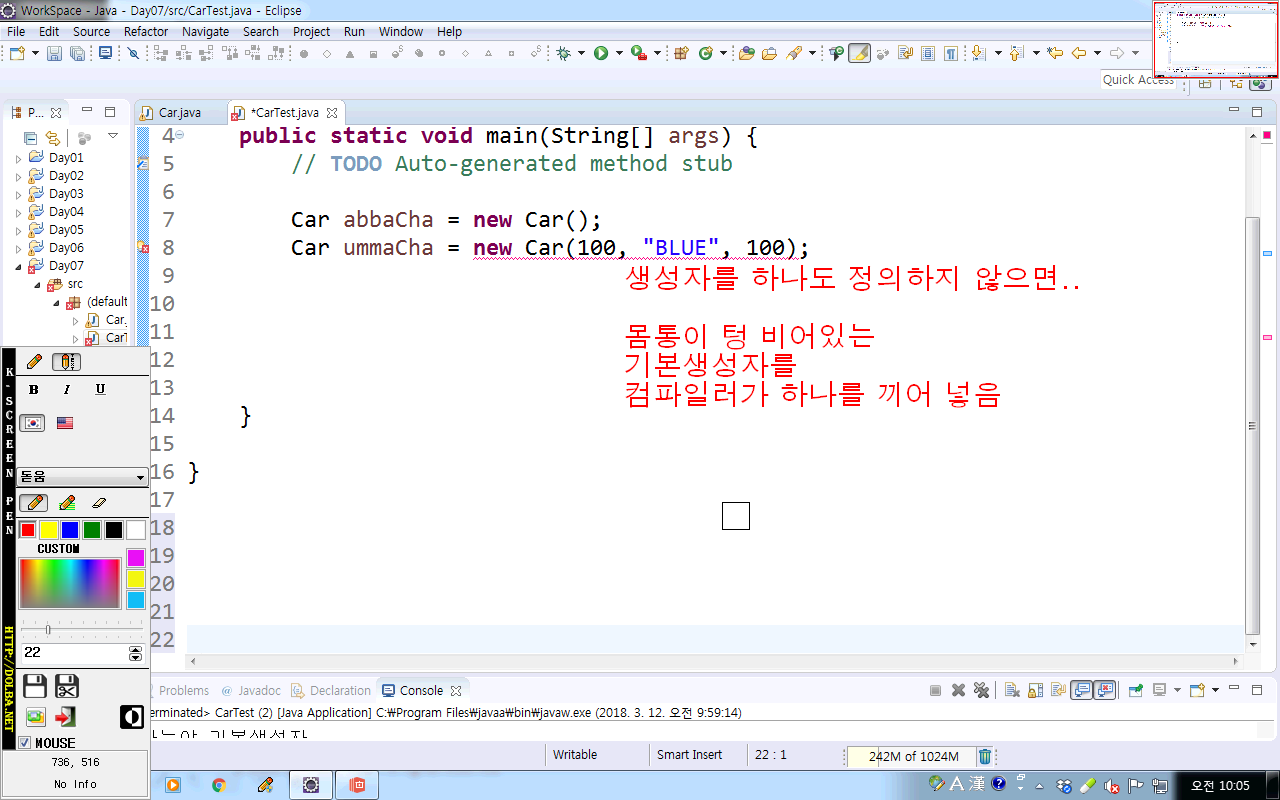 WorkSpace - Java - Day07/src/CarTest.java - Eclipse
File Edit Source Refactor Navigate Search Project Run Window Help
Quick Access
P... Car.java *CarTest.java
Day01
Day02
Day03
Day04
Day05
Day06
Day07
src
(default
Car.
CarT
4 public static void main(String[] args) {
5 // TODO Auto-generated method stub
6
7 Car abbaCha = new Car();
8 Car ummaCha = new Car(100, "BLUE", 100);
9
10
11
12
13
14 }
15
16 }
17
18
19
20
21
22
생성자를 하나도 정의하지 않으면..
몸통이 텅 비어있는
기본생성자를
컴파일러가 하나를 끼어 넣음
K-SCREEN PEN
HTTP://DOLBA.NET
B I U
돋움
CUSTOM
22
MOUSE
736, 516
No Info
Problems @ Javadoc Declaration Console
erminated> CarTest (2) [Java Application] C:₩Program Files₩javaa₩bin₩javaw.exe (2018. 3. 12. 오전 9:59:14)
기본생성자
Writable Smart Insert 22 : 1 242M of 1024M
A 漢
오전 10:05